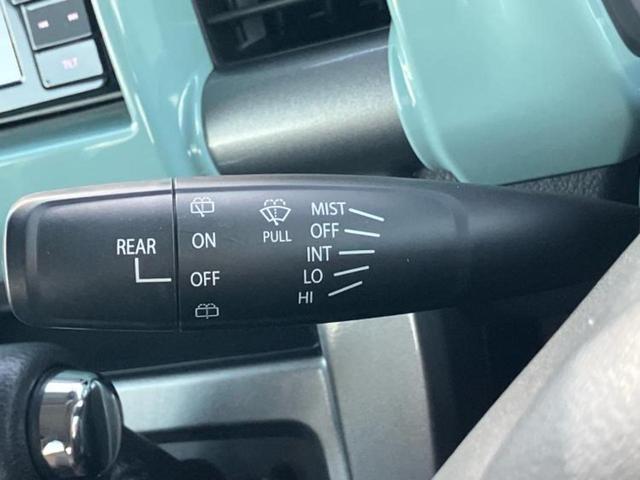 TILT
REAR
ON
OFF
PULL
MIST
OFF
INT
LO
HI